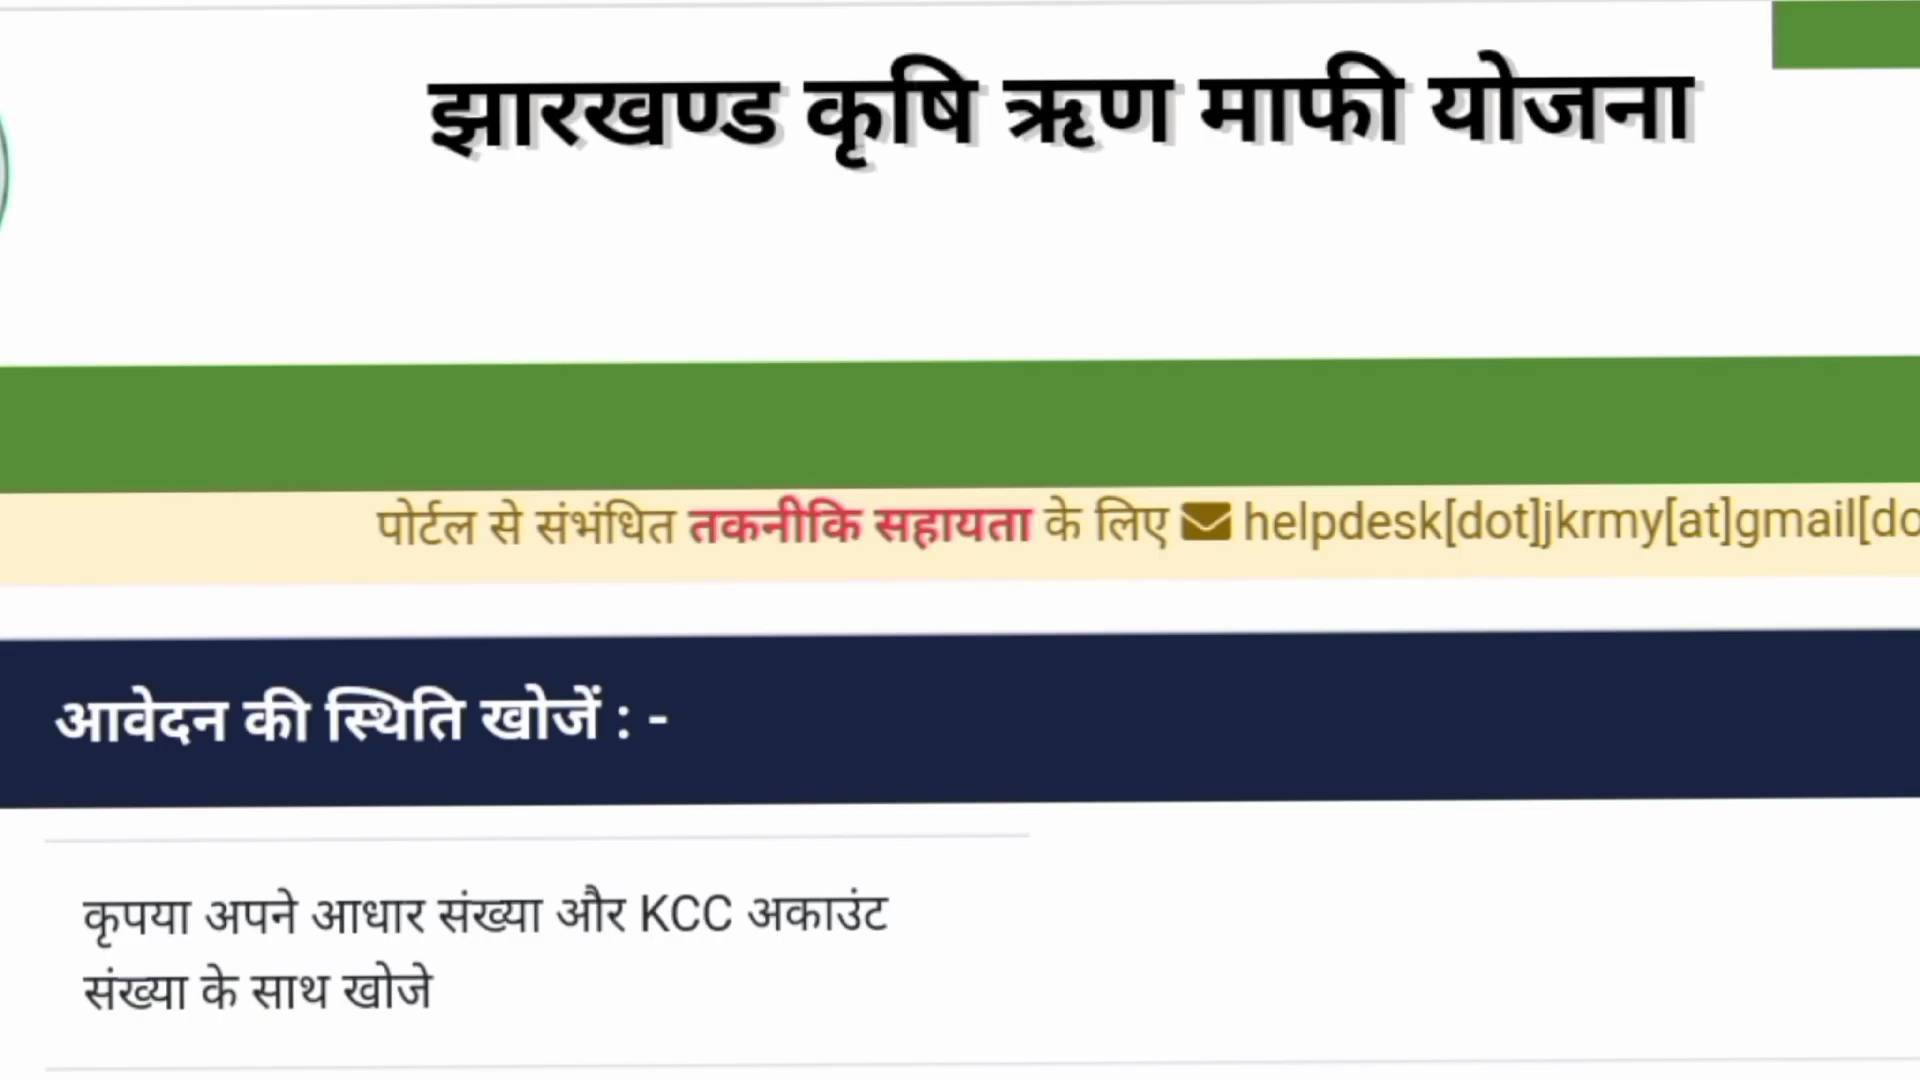 झारखण्ड कृषि ऋण माफी योजना
पोर्टल से संभंधित तकनीकि सहायता के लिए helpdesk[dot]jkrmy[at]gmail[do
आवेदन की स्थिति खोजें : -
कृपया अपने आधार संख्या और KCC अकाउंट
संख्या के साथ खोजे